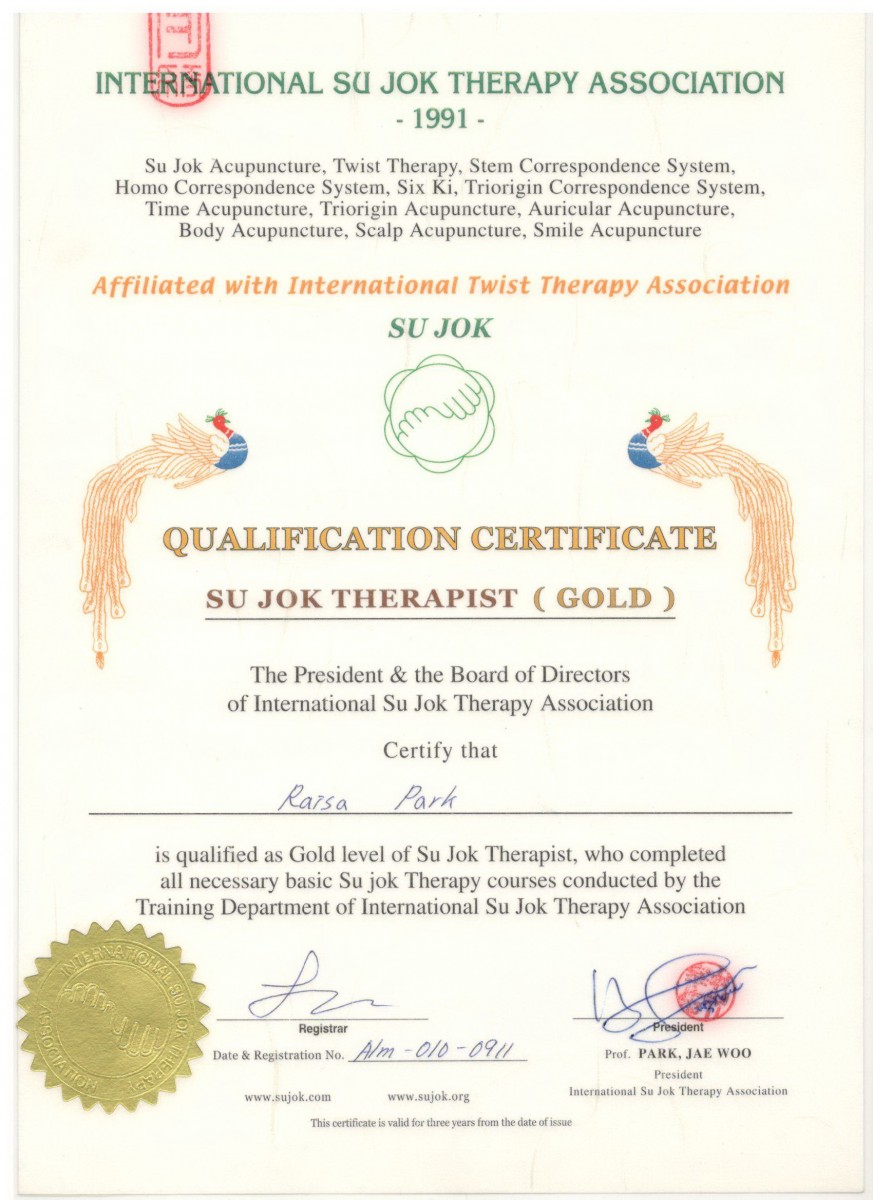 INTERNATIONAL SU JOK THERAPY ASSOCIATION
- 1991 -
Su Jok Acupuncture, Twist Therapy, Stem Correspondence System,
Homo Correspondence System, Six Ki, Triorigin Correspondence System,
Time Acupuncture, Triorigin Acupuncture, Auricular Acupuncture,
Body Acupuncture, Scalp Acupuncture, Smile Acupuncture
Affiliated with International Twist Therapy Association
SU JOK
QUALIFICATION CERTIFICATE
SU JOK THERAPIST ( GOLD )
The President & the Board of Directors
of International Su Jok Therapy Association
Certify that
Raisa Park
is qualified as Gold level of Su Jok Therapist, who completed
all necessary basic Su jok Therapy courses conducted by the
Training Department of International Su Jok Therapy Association
INTERNATIONAL SU JOK THERAPY ASSOCIATION
Registrar
President
Date & Registration No. Alm-010-0911
Prof. PARK, JAE WOO
President
International Su Jok Therapy Association
www.sujok.com www.sujok.org
This certificate is valid for three years from the date of issue